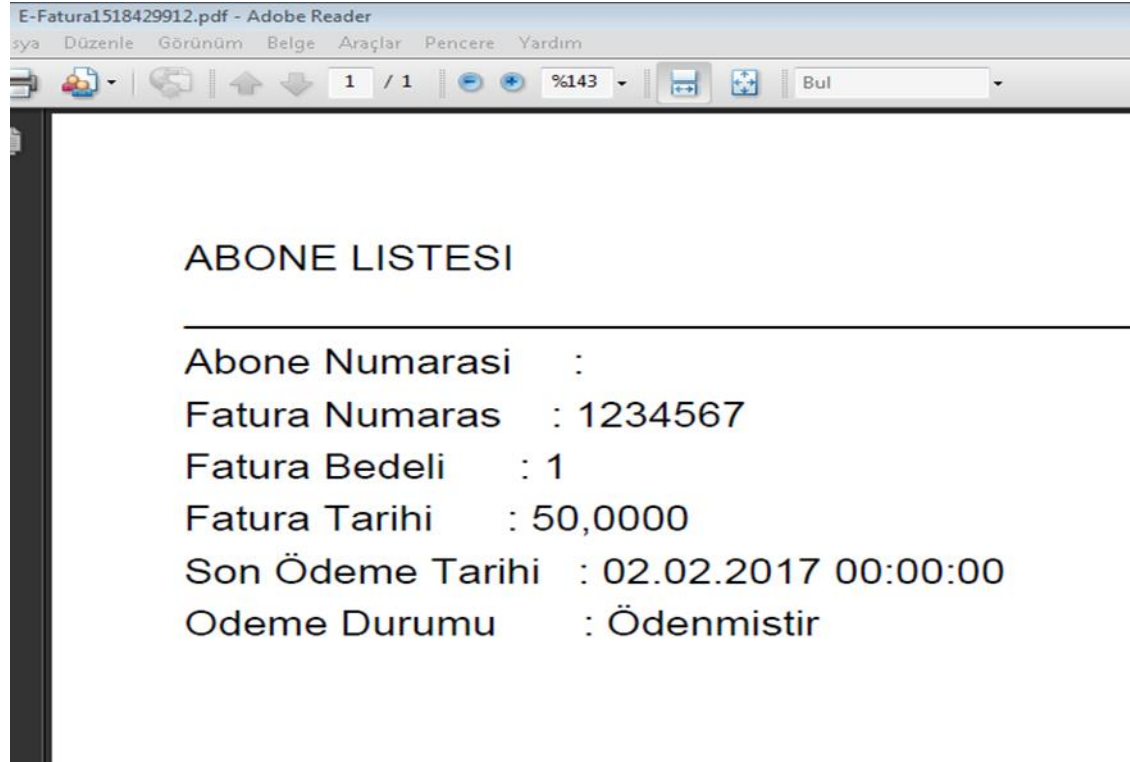 E-Fatura1518429912.pdf - Adobe Reader
sya Düzenle Görünüm Belge Araçlar Pencere Yardım
1 / 1 %143 Bul
ABONE LISTESI
Abone Numarasi :
Fatura Numaras : 1234567
Fatura Bedeli : 1
Fatura Tarihi : 50,0000
Son Ödeme Tarihi : 02.02.2017 00:00:00
Odeme Durumu : Ödenmistir